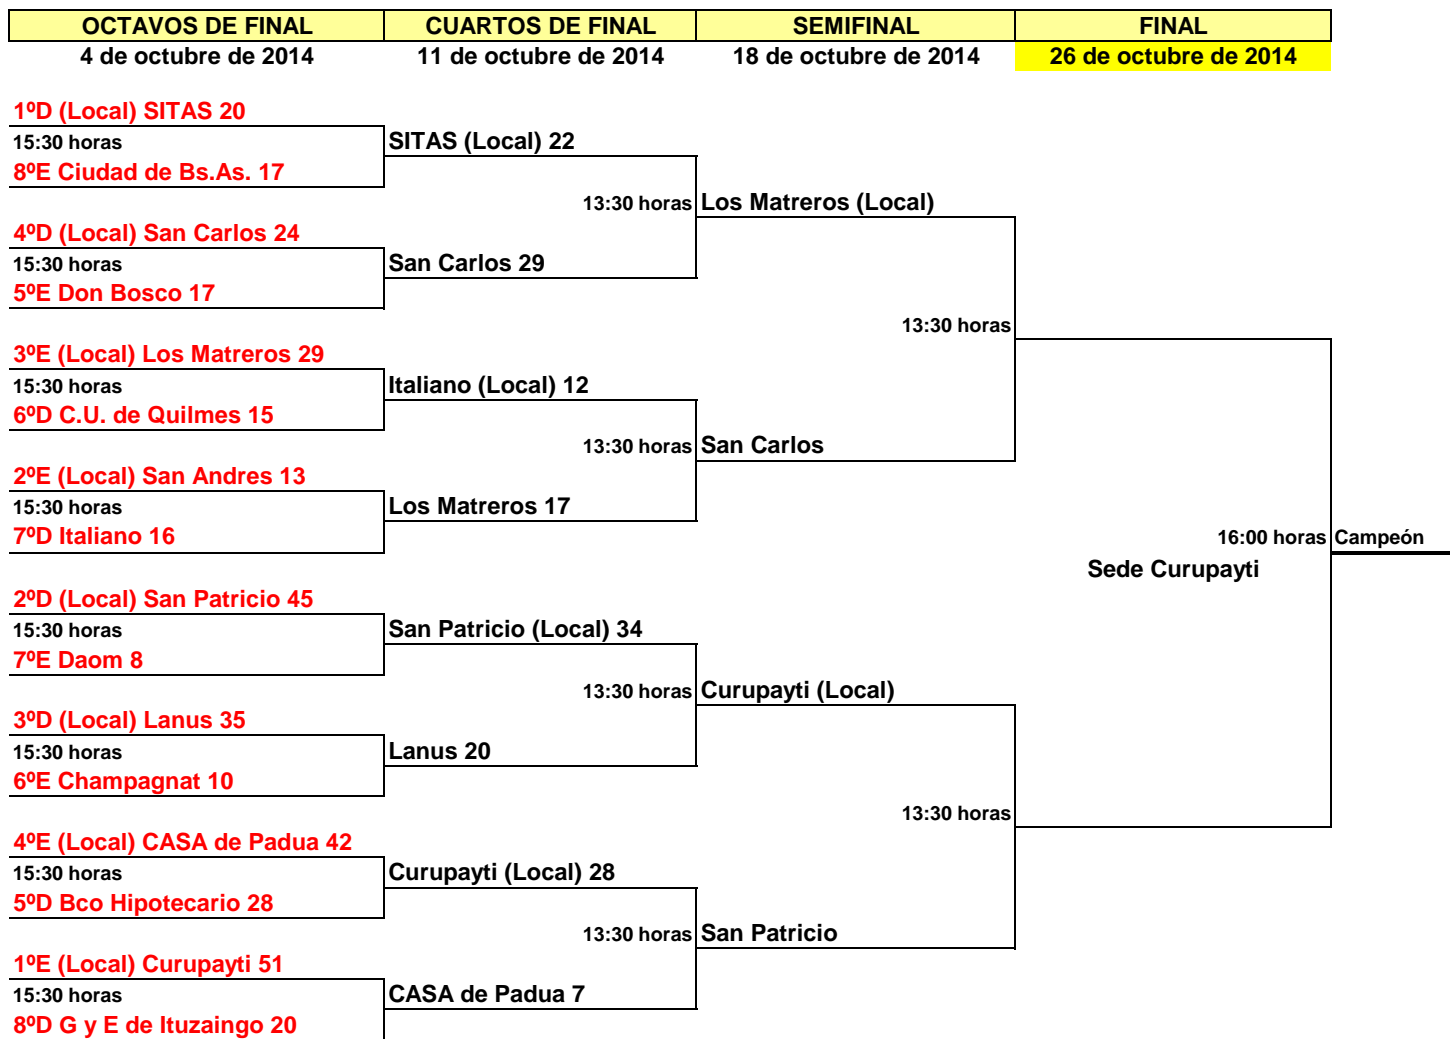 OCTAVOS DE FINAL CUARTOS DE FINAL SEMIFINAL FINAL
4 de octubre de 2014 11 de octubre de 2014 18 de octubre de 2014 26 de octubre de 2014
1ºD (Local) SITAS 20
15:30 horas SITAS (Local) 22
8ºE Ciudad de Bs.As. 17
13:30 horas Los Matreros (Local)
4ºD (Local) San Carlos 24
15:30 horas San Carlos 29
5ºE Don Bosco 17
13:30 horas
3ºE (Local) Los Matreros 29
15:30 horas Italiano (Local) 12
6ºD C.U. de Quilmes 15
13:30 horas San Carlos
2ºE (Local) San Andres 13
15:30 horas Los Matreros 17
7ºD Italiano 16
16:00 horas Campeón
Sede Curupayti
2ºD (Local) San Patricio 45
15:30 horas San Patricio (Local) 34
7ºE Daom 8
13:30 horas Curupayti (Local)
3ºD (Local) Lanus 35
15:30 horas Lanus 20
6ºE Champagnat 10
13:30 horas
4ºE (Local) CASA de Padua 42
15:30 horas Curupayti (Local) 28
5ºD Bco Hipotecario 28
13:30 horas San Patricio
1ºE (Local) Curupayti 51
15:30 horas CASA de Padua 7
8ºD G y E de Ituzaingo 20